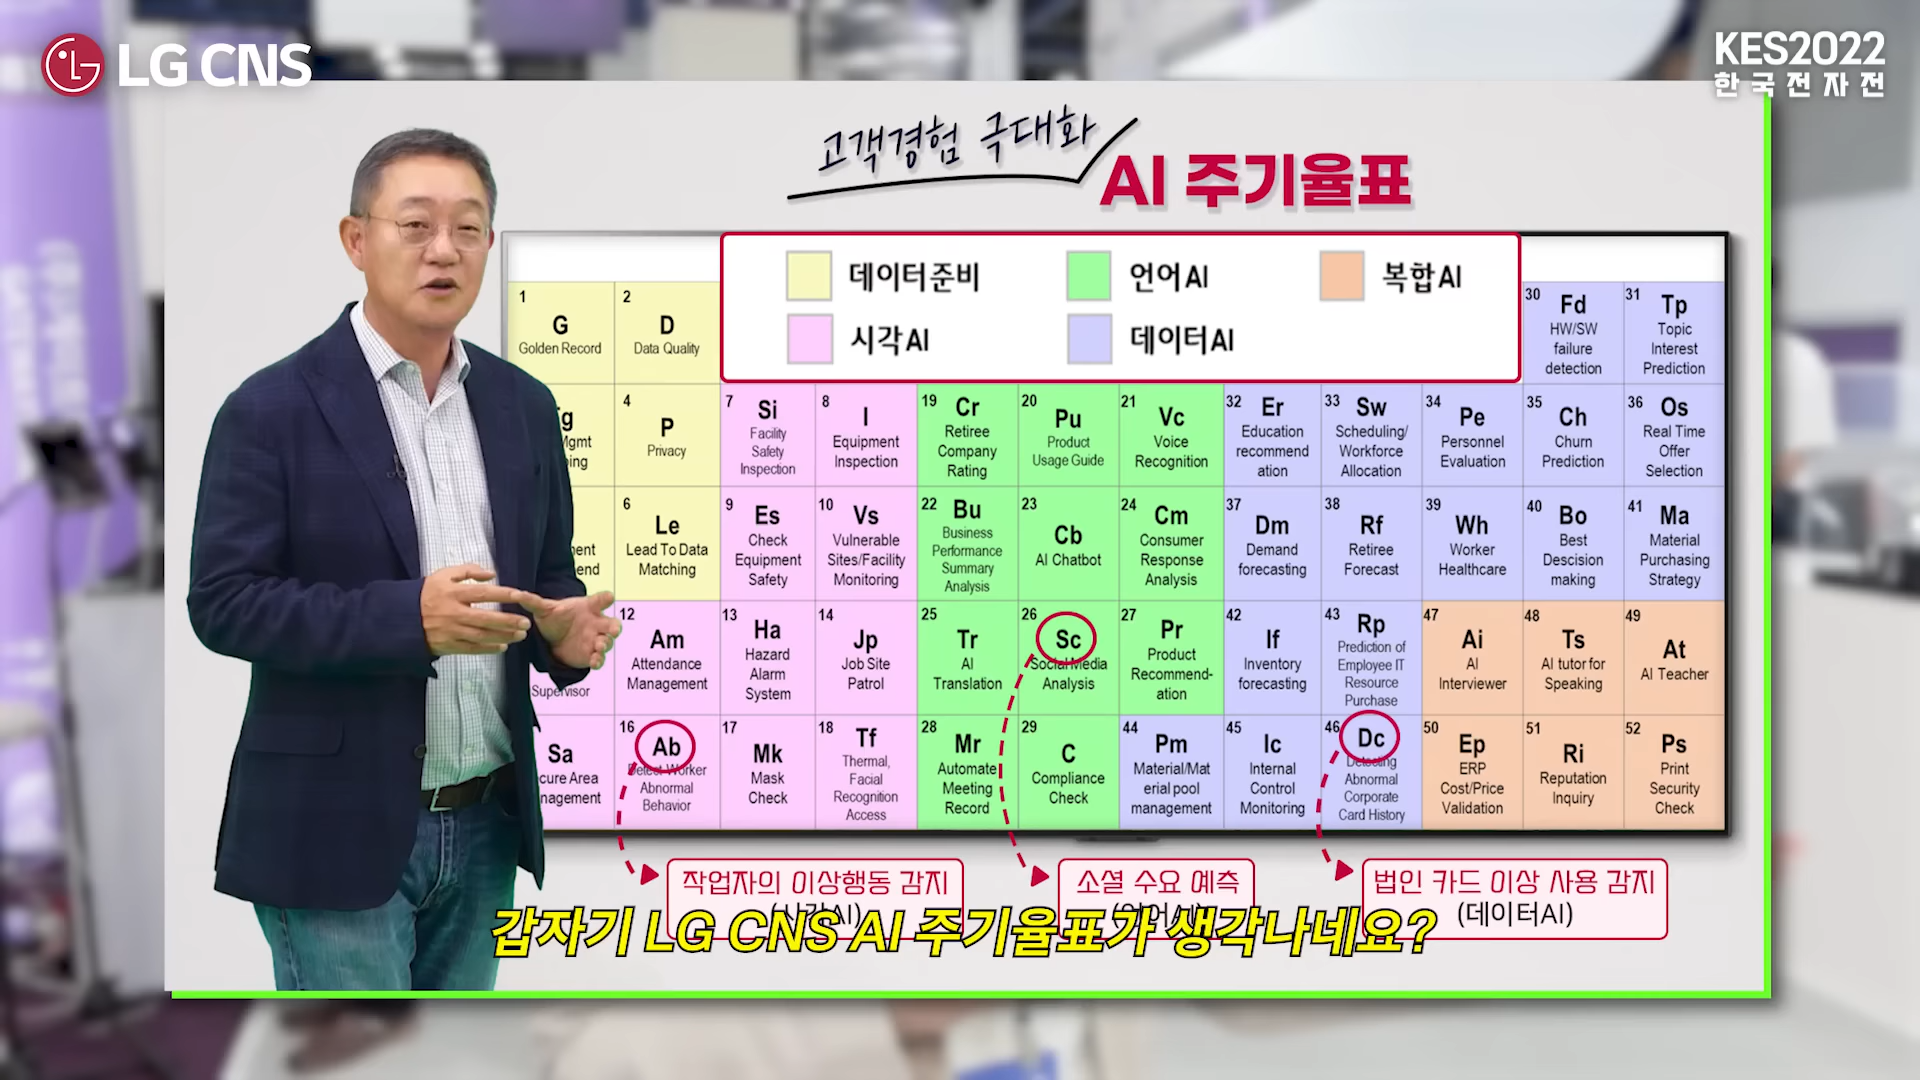 LG CNS
KES2022
한국전자전
고객경험 극대화
AI 주기율표
데이터준비
언어AI
복합AI
시각AI
데이터AI
1
G
Golden Record
2
D
Data Quality
30
Fd
HW/SW
failure
detection
31
Tp
Topic
Interest
Prediction
4
P
Privacy
7
Si
Facility
Safety
Inspection
8
I
Equipment
Inspection
19
Cr
Retiree
Company
Rating
20
Pu
Product
Usage Guide
21
Vc
Voice
Recognition
32
Er
Education
recommend
ation
33
Sw
Scheduling/
Workforce
Allocation
34
Pe
Personnel
Evaluation
35
Ch
Churn
Prediction
36
Os
Real Time
Offer
Selection
6
Le
Lead To Data
Matching
9
Es
Check
Equipment
Safety
10
Vs
Vulnerable
Sites/Facility
Monitoring
22
Bu
Business
Performance
Summary
Analysis
23
Cb
AI Chatbot
24
Cm
Consumer
Response
Analysis
37
Dm
Demand
forecasting
38
Rf
Retiree
Forecast
39
Wh
Worker
Healthcare
40
Bo
Best
Descision
making
41
Ma
Material
Purchasing
Strategy
Supervisor
12
Am
Attendance
Management
13
Ha
Hazard
Alarm
System
14
Jp
Job Site
Patrol
25
Tr
AI
Translation
26
Sc
Social Media
Analysis
27
Pr
Product
Recommend-
ation
42
If
Inventory
forecasting
43
Rp
Prediction of
Employee IT
Resource
Purchase
47
Ai
AI
Interviewer
48
Ts
AI tutor for
Speaking
49
At
AI Teacher
Sa
16
Ab
Detect Worker
Abnormal
Behavior
17
Mk
Mask
Check
18
Tf
Thermal,
Facial
Recognition
Access
28
Mr
Automate
Meeting
Record
29
C
Compliance
Check
44
Pm
Material/Mat
erial pool
management
45
Ic
Internal
Control
Monitoring
46
Dc
Detecting
Abnormal
Corporate
Card History
50
Ep
ERP
Cost/Price
Validation
51
Ri
Reputation
Inquiry
52
Ps
Print
Security
Check
작업자의 이상행동 감지
소셜 수요 예측
법인 카드 이상 사용 감지
(데이터AI)
갑자기 LG CNS AI 주기율표가 생각나네요?